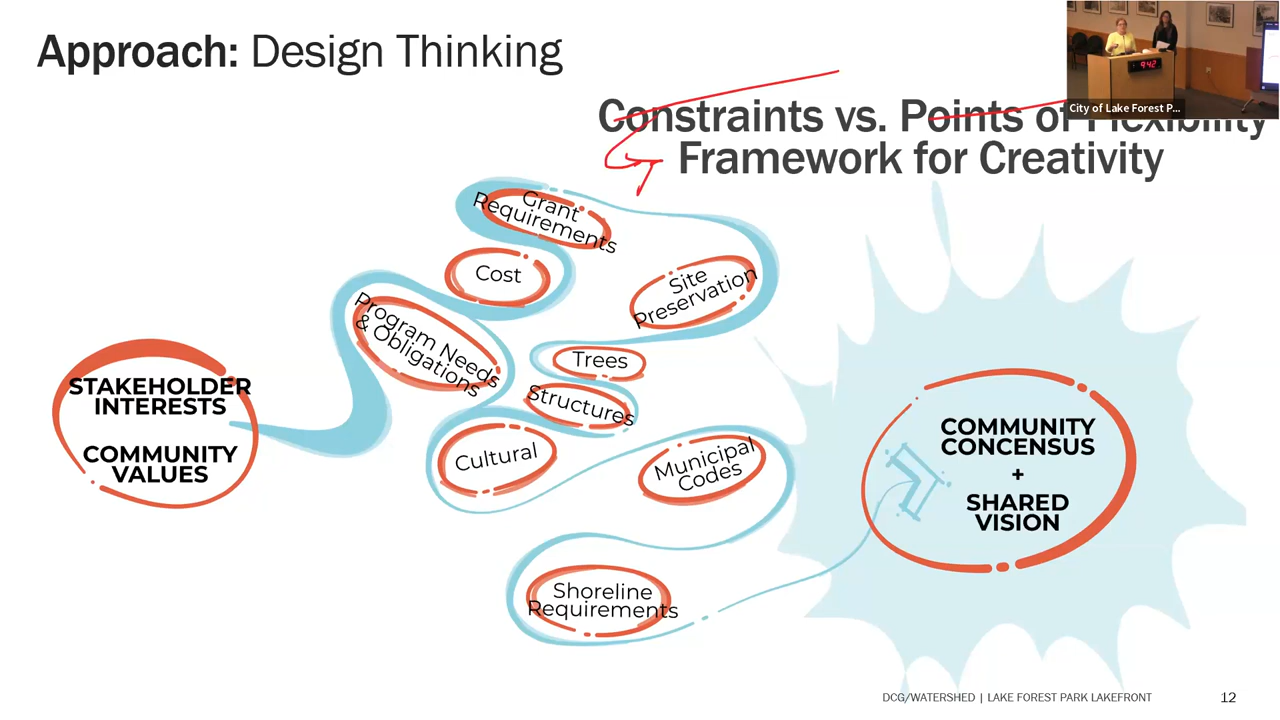 Approach: Design Thinking
City of Lake Forest P...
Constraints vs. Points of Flexibility
Framework for Creativity
Grant
Requirements
Cost
Site
Preservation
Program Needs
& Obligations
Trees
Structures
STAKEHOLDER
INTERESTS
COMMUNITY
VALUES
Cultural
Municipal
Codes
COMMUNITY
CONCENSUS
+
SHARED
VISION
Shoreline
Requirements
DCG/WATERSHED | LAKE FOREST PARK LAKEFRONT
12